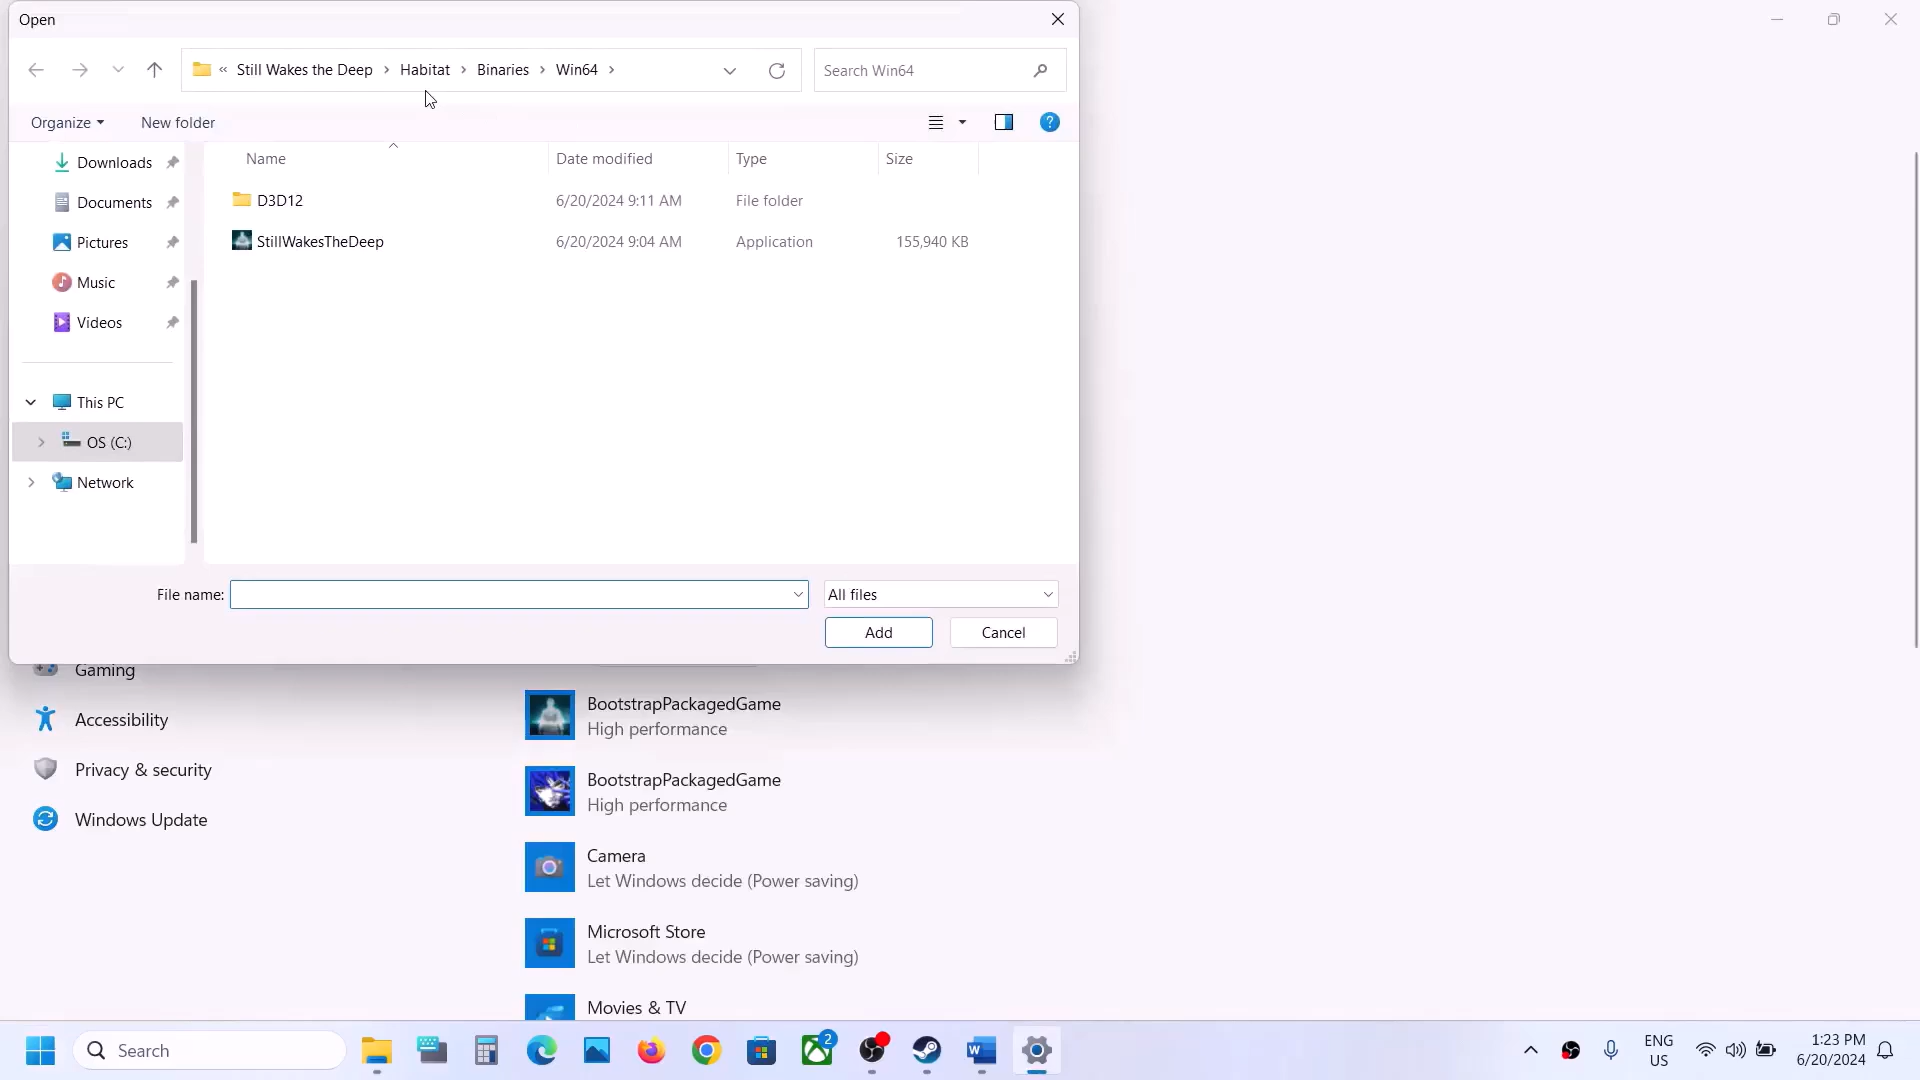 Open
« Still Wakes the Deep > Habitat > Binaries > Win64 >
Search Win64
Organize
New folder
?
Name
Date modified
Type
Size
Downloads
Documents
Pictures
Music
Videos
This PC
OS (C:)
Network
D3D12
6/20/2024 9:11 AM
File folder
StillWakesTheDeep
6/20/2024 9:04 AM
Application
155,940 KB
File name:
All files
Add
Cancel
Gaming
Accessibility
Privacy & security
Windows Update
BootstrapPackagedGame
High performance
BootstrapPackagedGame
High performance
Camera
Let Windows decide (Power saving)
Microsoft Store
Let Windows decide (Power saving)
Movies & TV
Search
2
ENG
US
1:23 PM
6/20/2024